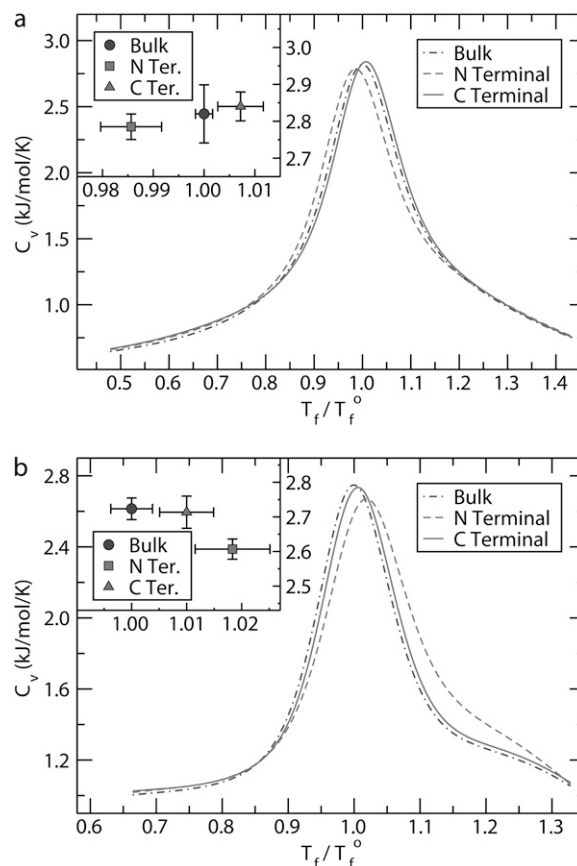 a
Bulk
N Ter.
C Ter.
3.0
2.9
2.8
2.7
0.98 0.99 1.00 1.01
Bulk
N Terminal
C Terminal
3.0
2.5
2.0
1.5
1.0
Cᵥ (kJ/mol/K)
0.5 0.6 0.7 0.8 0.9 1.0 1.1 1.2 1.3 1.4
T_f / T_f^o
b
Bulk
N Ter.
C Ter.
2.8
2.7
2.6
2.5
1.00 1.01 1.02
Bulk
N Terminal
C Terminal
2.8
2.6
2.0
1.6
1.2
Cᵥ (kJ/mol/K)
0.6 0.7 0.8 0.9 1.0 1.1 1.2 1.3
T_f / T_f^o